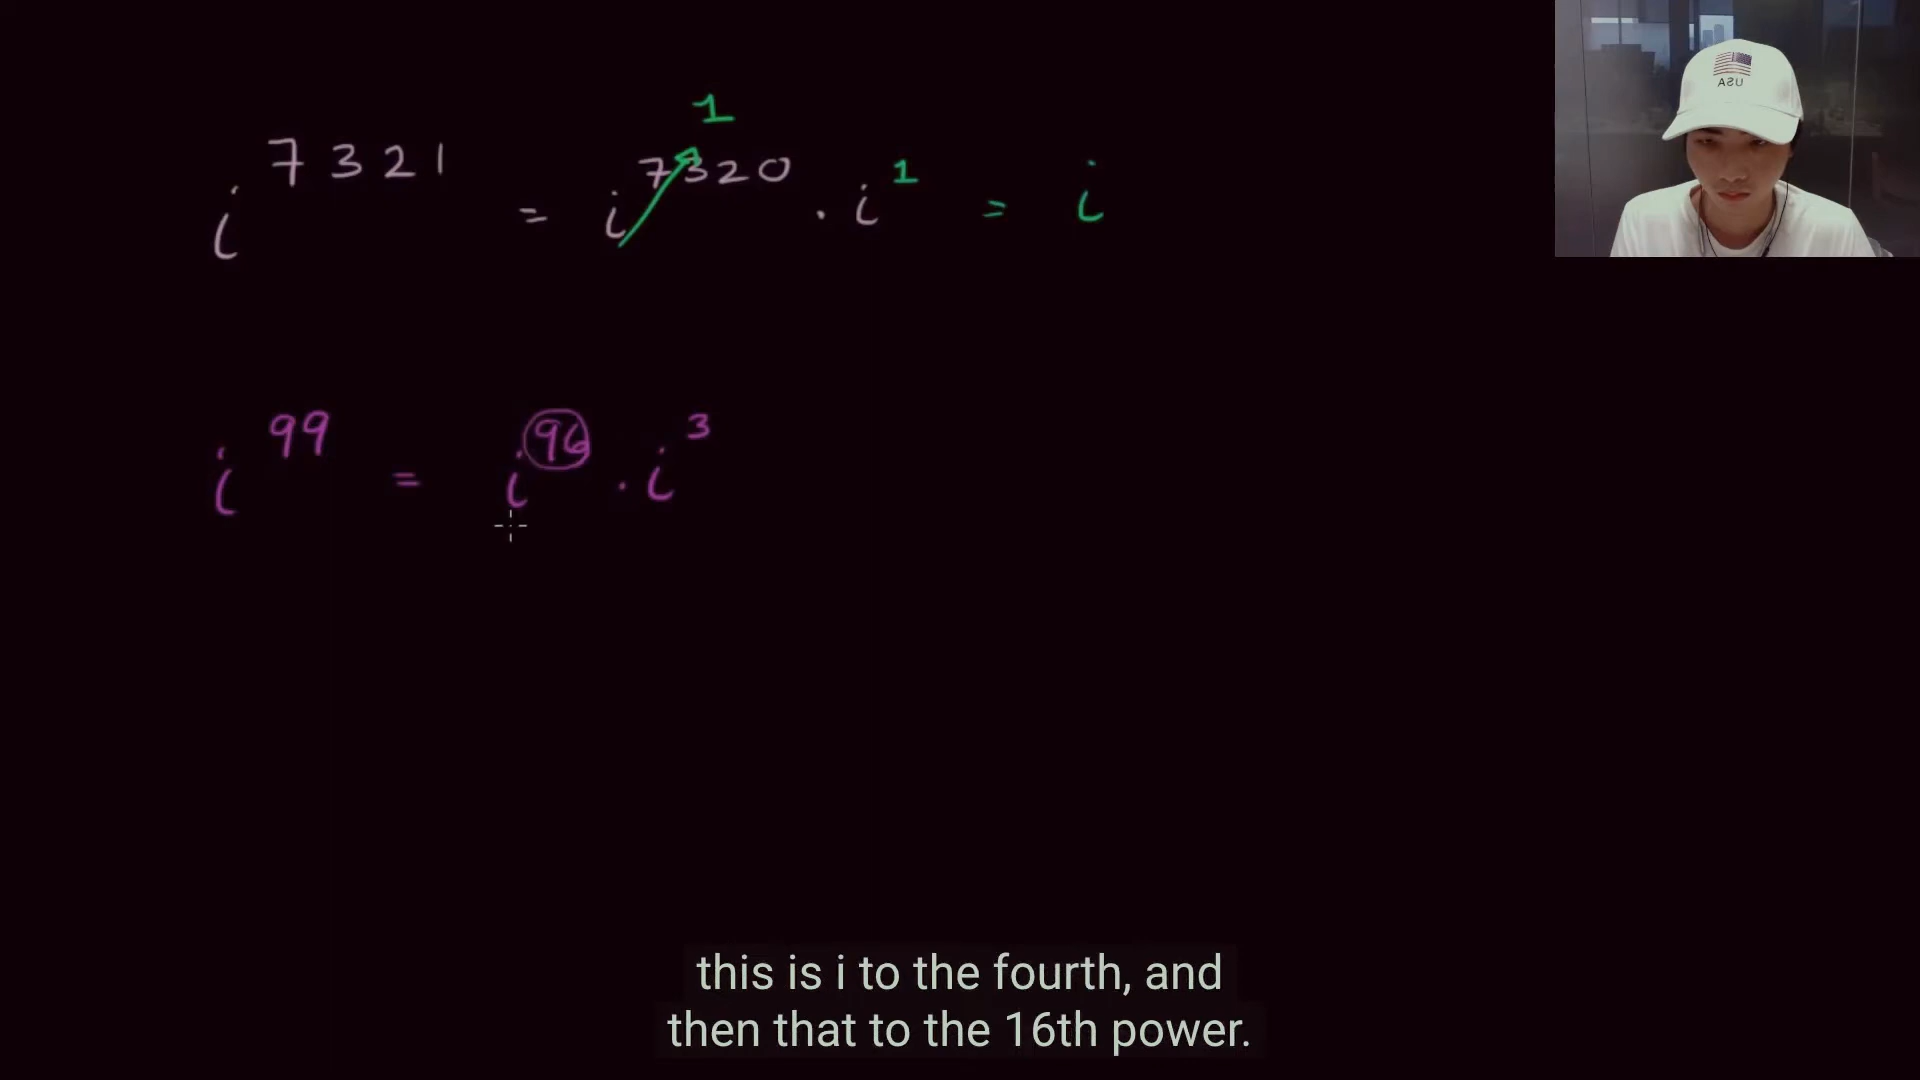 USA
i^7321 = i^7320 · i^1 = i
1
i^99 = i^96 · i^3
this is i to the fourth, and
then that to the 16th power.